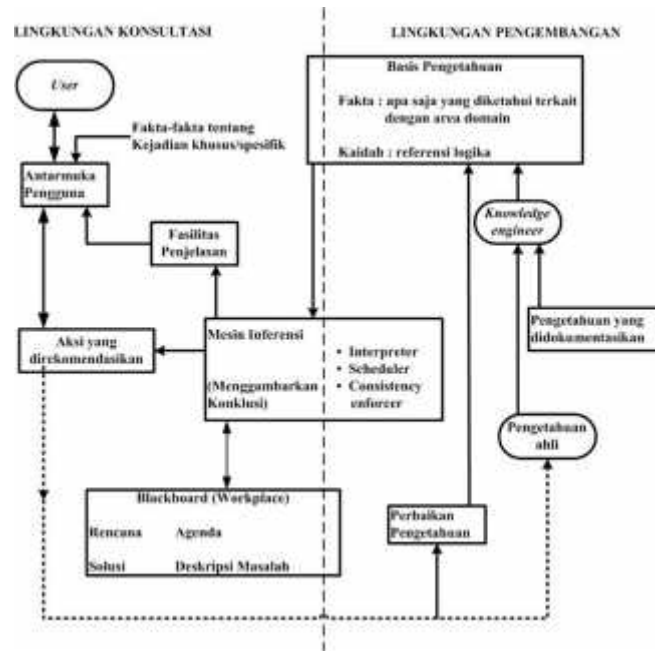 LINGKUNGAN KONSULTASI
LINGKUNGAN PENGEMBANGAN
User
Fakta-fakta tentang
Kejadian khusus/spesifik
Antarmuka
Pengguna
Fasilitas
Penjelasan
Aksi yang
direkomendasikan
Basis Pengetahuan
Fakta : apa saja yang diketahui terkait
dengan area domain
Kaidah : referensi logika
Knowledge
engineer
Pengetahuan yang
didokumentasikan
Pengetahuan
ahli
Perbaikan
Pengetahuan
Mesin Inferensi
(Menggambarkan
Konklusi)
• Interpreter
• Scheduler
• Consistency
enforcer
Blackboard (Workplace)
Rencana Agenda
Solusi Deskripsi Masalah